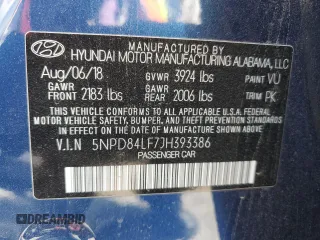 MANUFACTURED BY
HYUNDAI MOTOR MANUFACTURING ALABAMA, LLC
Aug/06/18 GVWR 3924 lbs PAINT VU
GAWR FRONT 2183 lbs GAWR REAR 2006 lbs TRIM PK
THIS VEHICLE CONFORMS TO ALL APPLICABLE U.S. FEDERAL
MOTOR VEHICLE SAFETY, BUMPER, AND THEFT PREVENTION
STANDARDS IN EFFECT ON THE DATE OF MANUFACTURE SHOWN ABOVE.
V.I.N 5NPD84LF7JH393386
PASSENGER CAR
DREAMBID